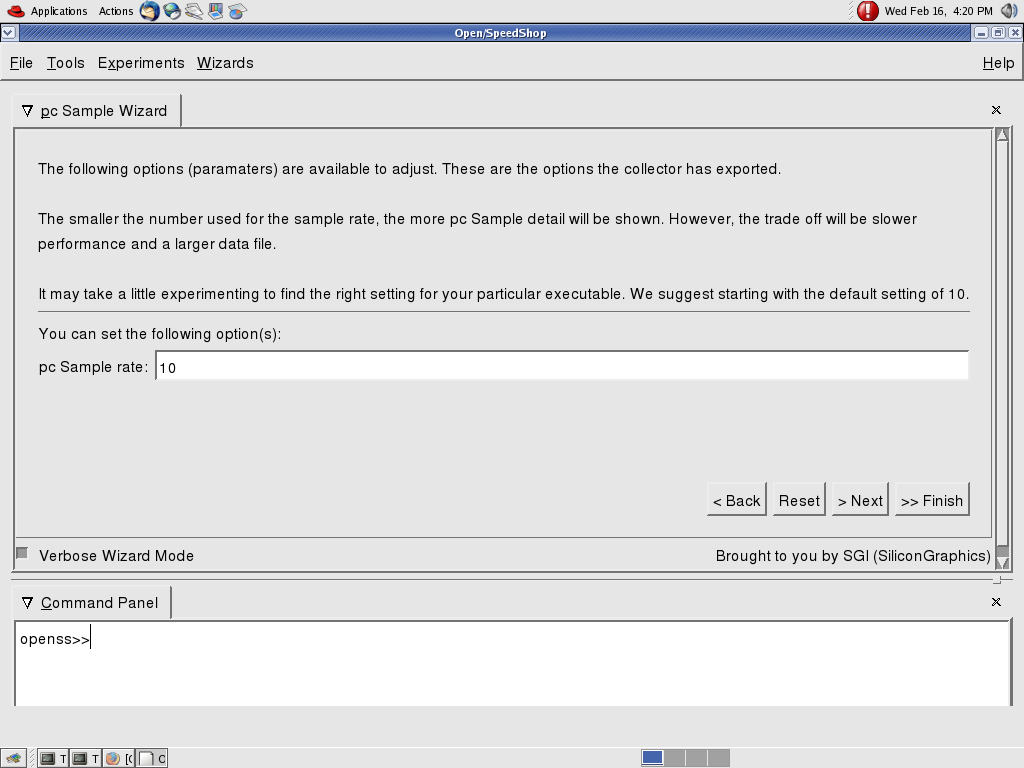 Applications Actions Wed Feb 16, 4:20 PM
Open/SpeedShop
File Tools Experiments Wizards Help
pc Sample Wizard
The following options (paramaters) are available to adjust. These are the options the collector has exported.
The smaller the number used for the sample rate, the more pc Sample detail will be shown. However, the trade off will be slower
performance and a larger data file.
It may take a little experimenting to find the right setting for your particular executable. We suggest starting with the default setting of 10.
You can set the following option(s):
pc Sample rate: 10
< Back Reset > Next >> Finish
Verbose Wizard Mode Brought to you by SGI (SiliconGraphics)
Command Panel
openss>>
T T [